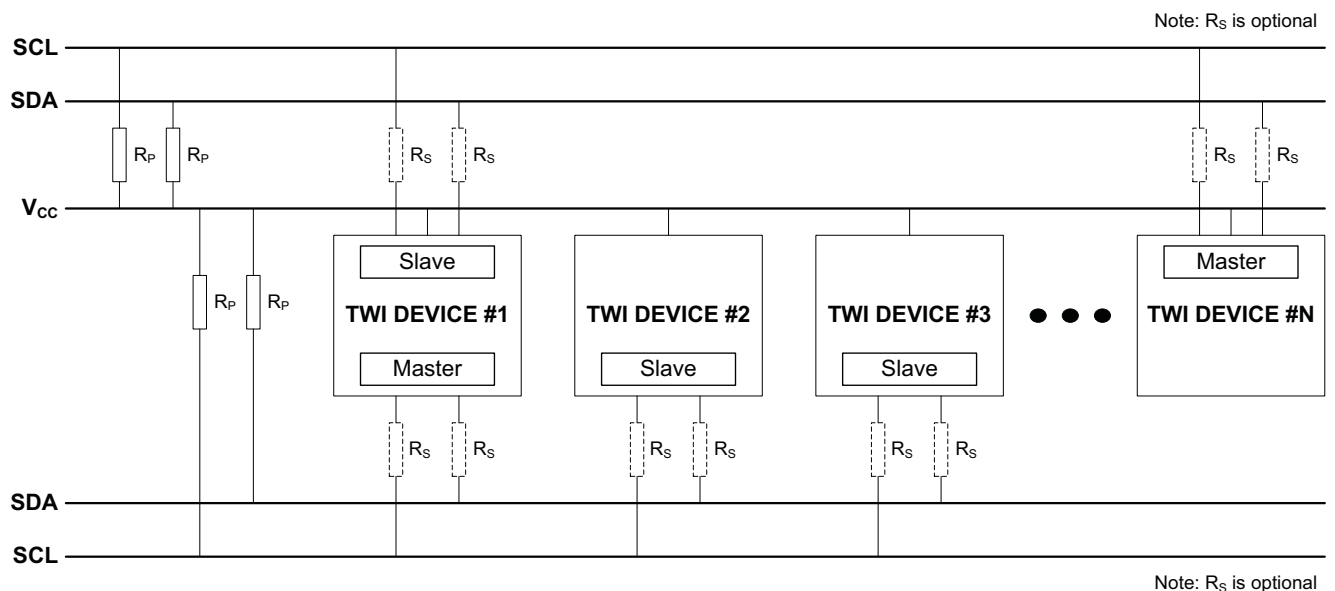 Note: RS is optional
SCL
SDA
RP RP RS RS RS RS
VCC
Slave Master
RP RP TWI DEVICE #1 TWI DEVICE #2 TWI DEVICE #3 TWI DEVICE #N
Master Slave Slave
RS RS RS RS RS RS
SDA
SCL
Note: RS is optional